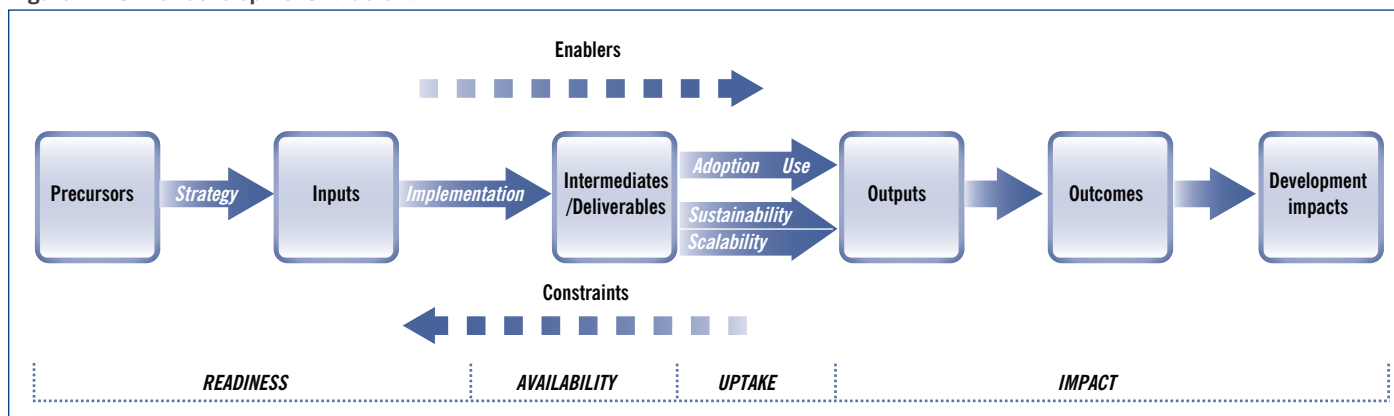 Enablers
Precursors
Strategy
Inputs
Implementation
Intermediates
/Deliverables
Adoption Use
Sustainability
Scalability
Outputs
Outcomes
Development
impacts
Constraints
READINESS
AVAILABILITY
UPTAKE
IMPACT